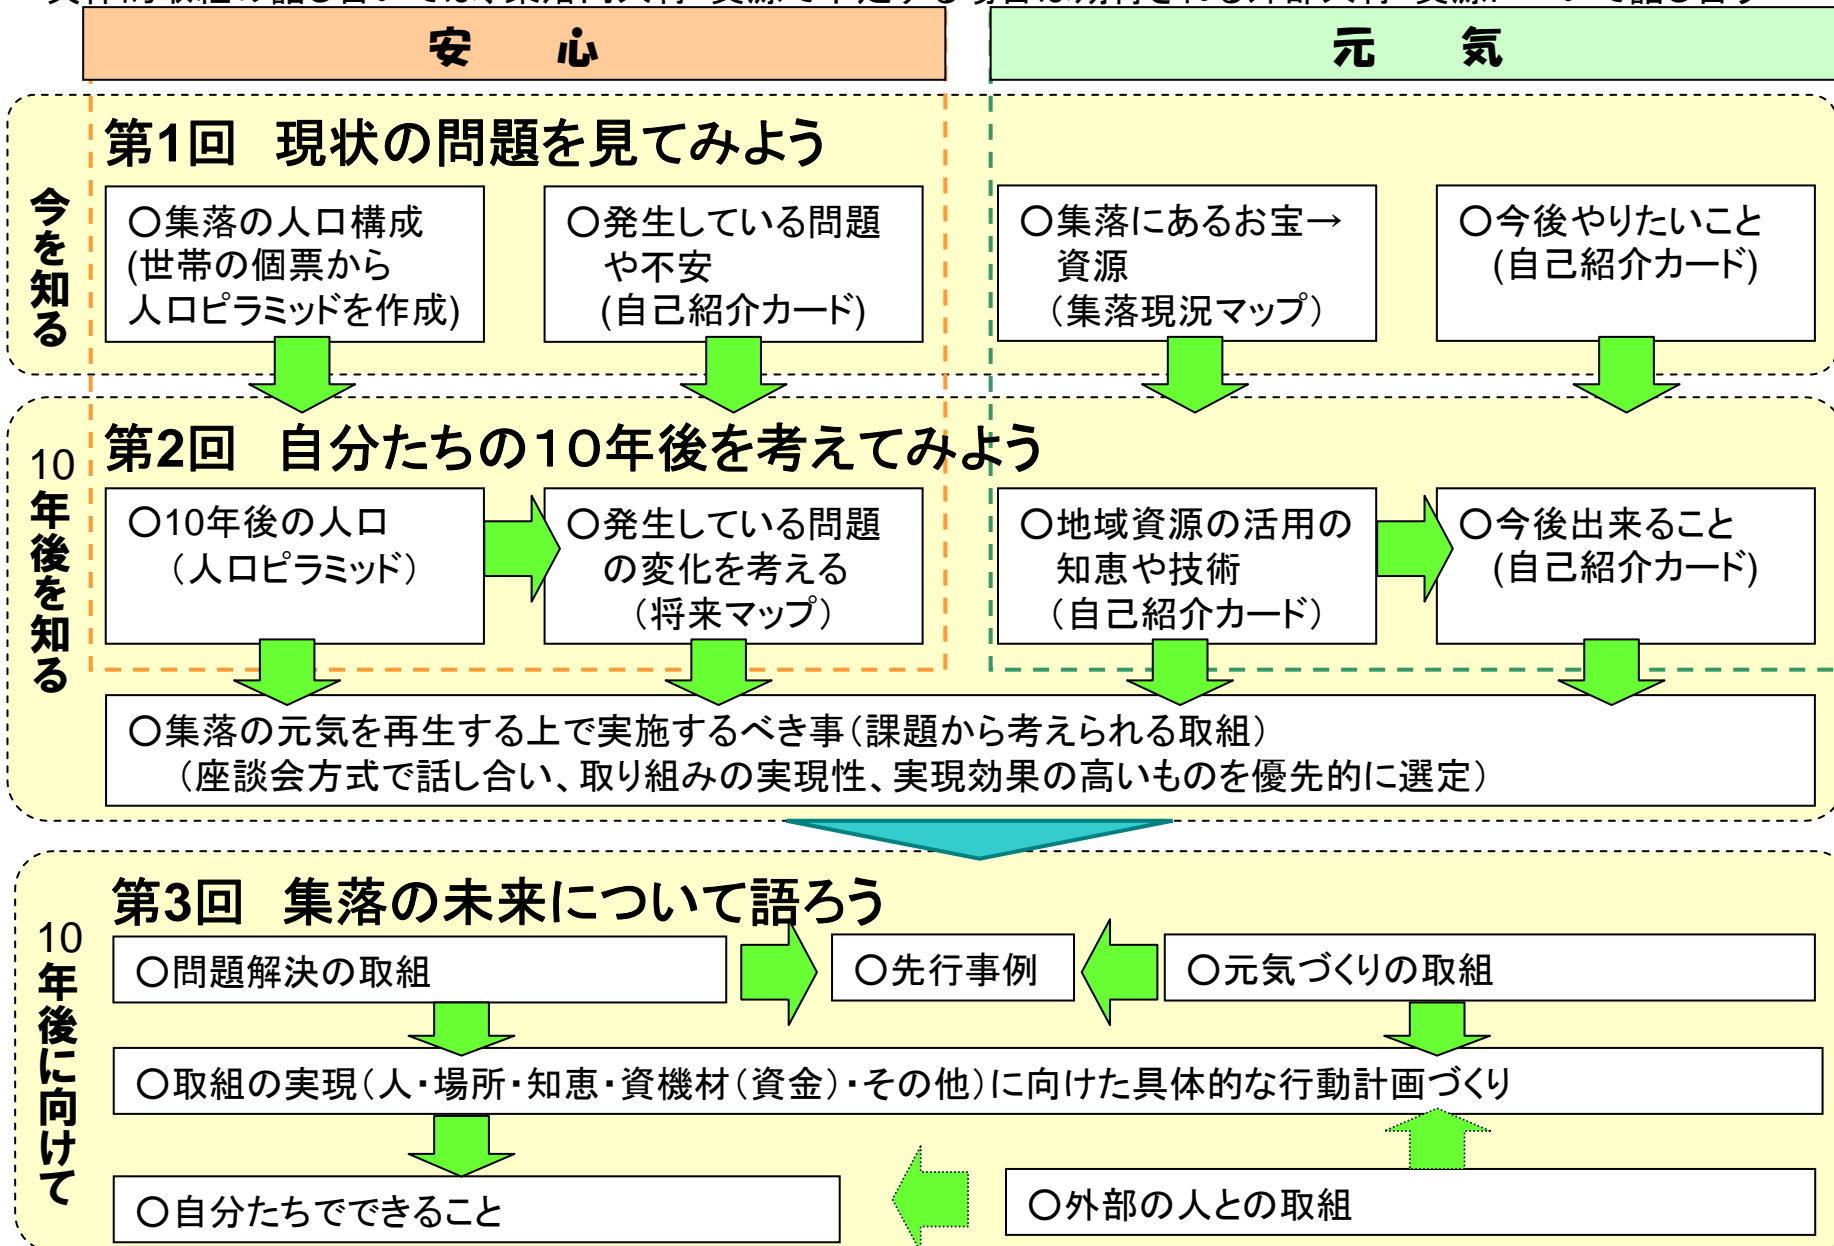 安　心
元　気
今を知る
第1回　現状の問題を見てみよう
〇集落の人口構成
(世帯の個票から
人口ピラミッドを作成)
〇発生している問題
や不安
(自己紹介カード)
〇集落にあるお宝→
資源
（集落現況マップ）
〇今後やりたいこと
(自己紹介カード)
10年後を知る
第2回　自分たちの10年後を考えてみよう
〇10年後の人口
（人口ピラミッド）
〇発生している問題
の変化を考える
（将来マップ）
〇地域資源の活用の
知恵や技術
（自己紹介カード）
〇今後出来ること
(自己紹介カード)
〇集落の元気を再生する上で実施するべき事（課題から考えられる取組）
（座談会方式で話し合い、取り組みの実現性、実現効果の高いものを優先的に選定）
10年後に向けて
第3回　集落の未来について語ろう
〇問題解決の取組
〇先行事例
〇元気づくりの取組
〇取組の実現（人・場所・知恵・資機材（資金）・その他）に向けた具体的な行動計画づくり
〇自分たちでできること
〇外部の人との取組